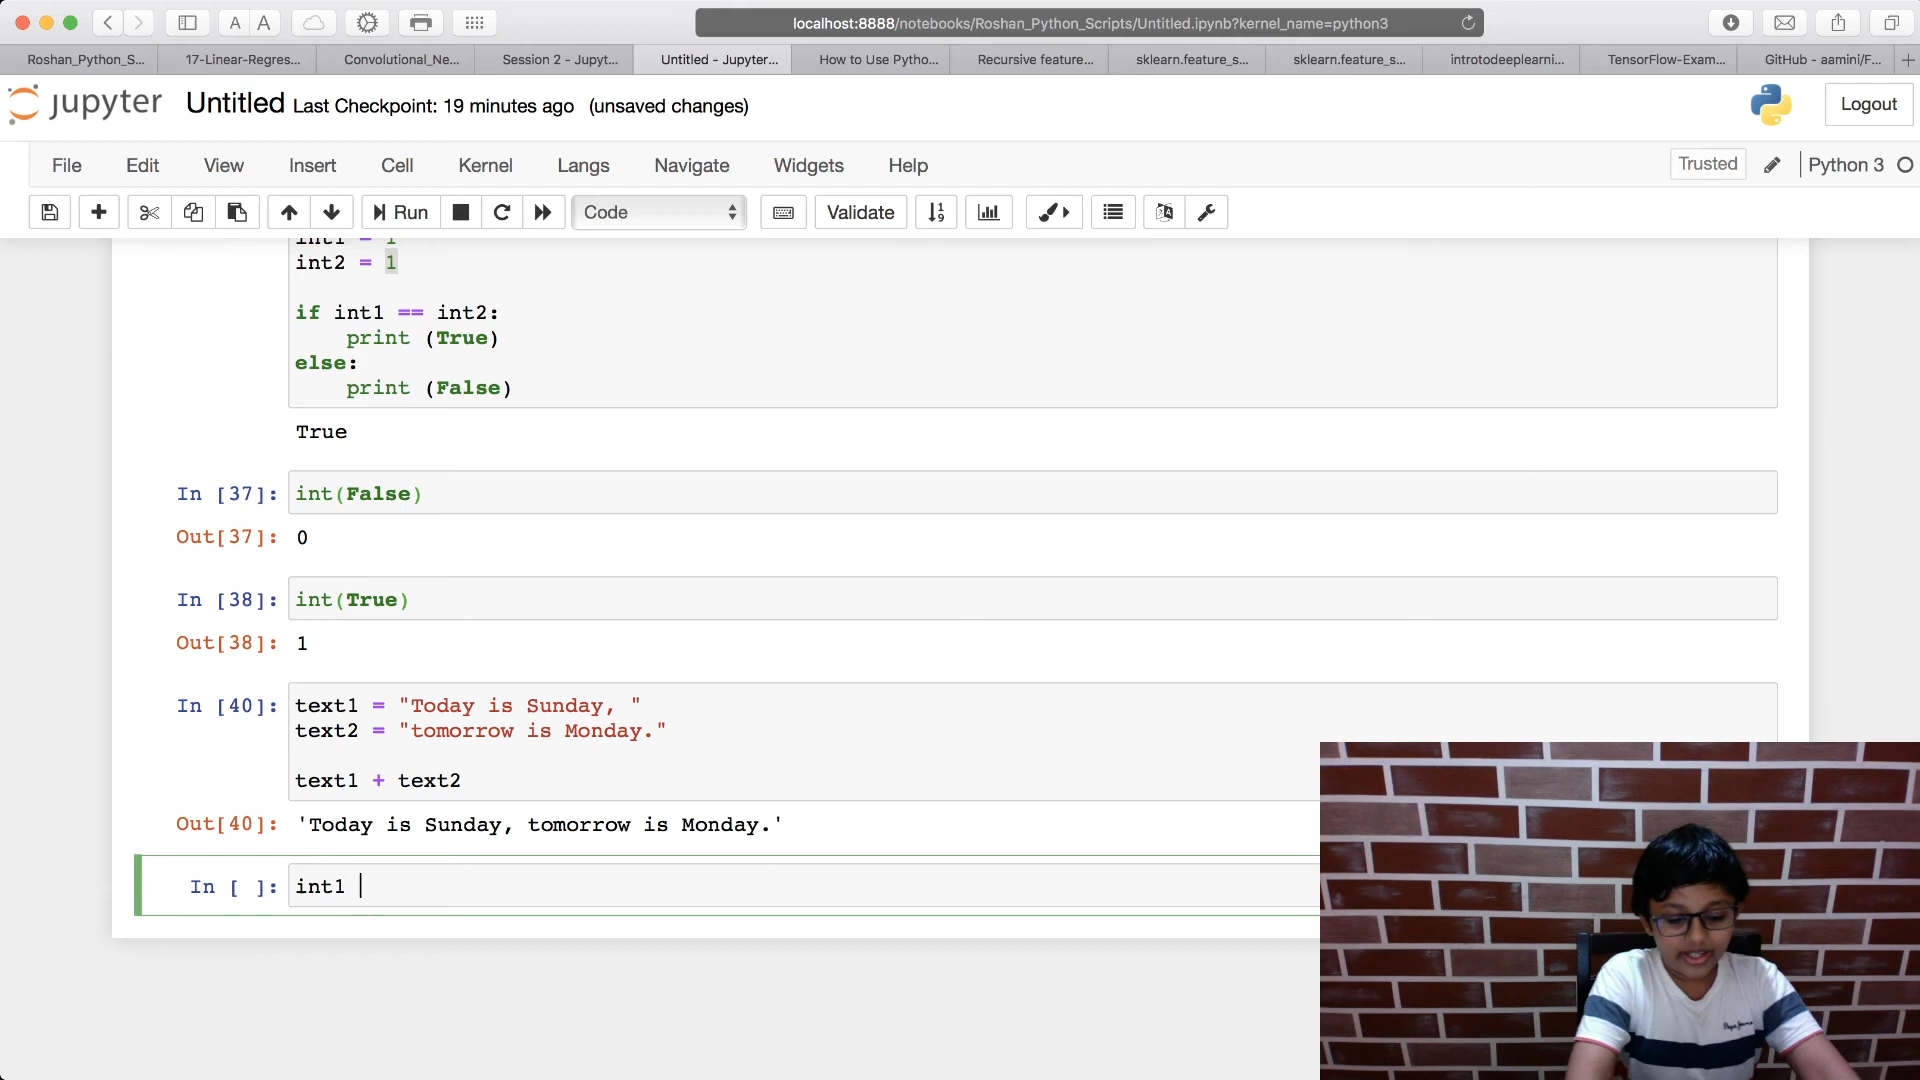 localhost:8888/notebooks/Roshan_Python_Scripts/Untitled.ipynb?kernel_name=python3
Roshan_Python_S... 17-Linear-Regres... Convolutional_Ne... Session 2 - Jupyt... Untitled - Jupyter... How to Use Pytho... Recursive feature... sklearn.feature_s... sklearn.feature_s... introtodeeplearni... TensorFlow-Exam... GitHub - aamini/F...
jupyter Untitled Last Checkpoint: 19 minutes ago (unsaved changes) Logout
File Edit View Insert Cell Kernel Langs Navigate Widgets Help Trusted Python 3
Run Code Validate
int1 = 1
int2 = 1
if int1 == int2:
    print (True)
else:
    print (False)
True
In [37]: int(False)
Out[37]: 0
In [38]: int(True)
Out[38]: 1
In [40]: text1 = "Today is Sunday, "
text2 = "tomorrow is Monday."
text1 + text2
Out[40]: 'Today is Sunday, tomorrow is Monday.'
In [ ]: int1